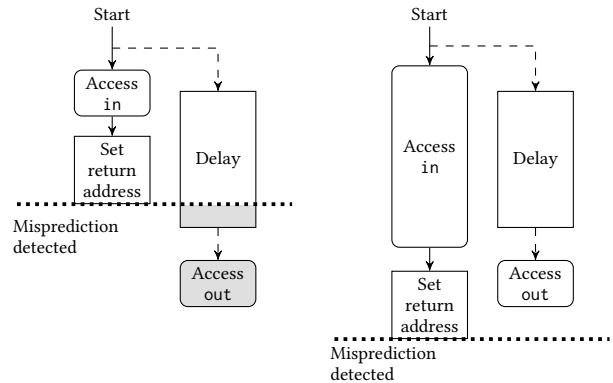 Start
Access
in
Set
return
address
Delay
Misprediction
detected
Access
out
Start
Access
in
Delay
Set
return
address
Access
out
Misprediction
detected